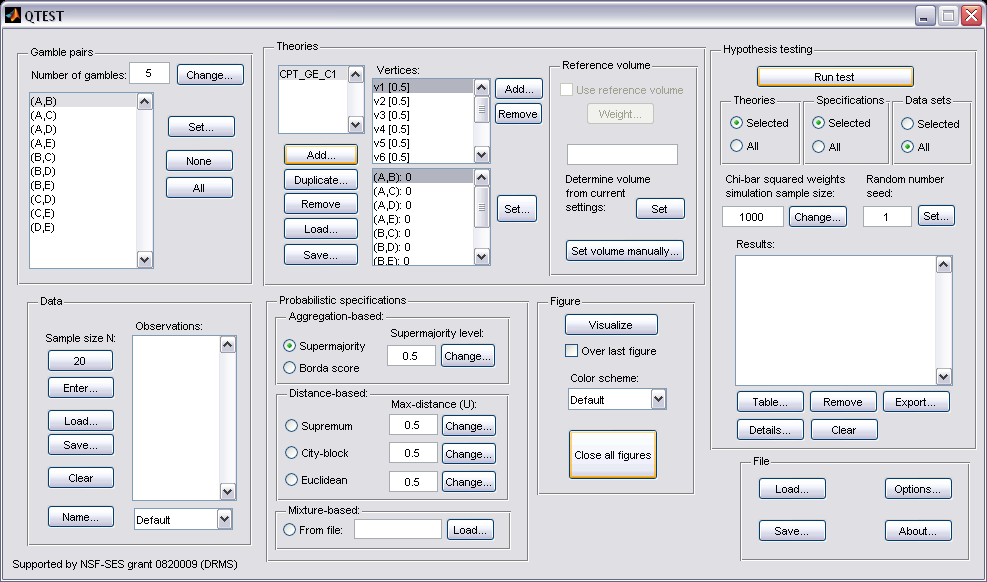 QTEST
Gamble pairs
Number of gambles: 5 Change...
(A,B)
(A,C)
(A,D)
(A,E)
(B,C)
(B,D)
(B,E)
(C,D)
(C,E)
(D,E)
Set...
None
All
Theories
CPT_GE_C1
Add...
Duplicate...
Remove
Load...
Save...
Vertices:
v1 [0.5]
v2 [0.5]
v3 [0.5]
v4 [0.5]
v5 [0.5]
v6 [0.5]
Add...
Remove
(A,B): 0
(A,C): 0
(A,D): 0
(A,E): 0
(B,C): 0
(B,D): 0
(B,E): 0
Set...
Reference volume
Use reference volume
Weight...
Determine volume
from current
settings: Set
Set volume manually...
Hypothesis testing
Run test
Theories
Selected
All
Specifications
Selected
All
Data sets
Selected
All
Chi-bar squared weights
simulation sample size:
1000 Change...
Random number
seed:
1 Set...
Results:
Table... Remove Export...
Details... Clear
Data
Sample size N:
20
Enter...
Load...
Save...
Clear
Name...
Observations:
Default
Probabilistic specifications
Aggregation-based:
Supermajority
Borda score
Supermajority level:
0.5 Change...
Distance-based:
Max-distance (U):
Supremum 0.5 Change...
City-block 0.5 Change...
Euclidean 0.5 Change...
Mixture-based:
From file: Load...
Figure
Visualize
Over last figure
Color scheme:
Default
Close all figures
File
Load... Options...
Save... About...
Supported by NSF-SES grant 0820009 (DRMS)